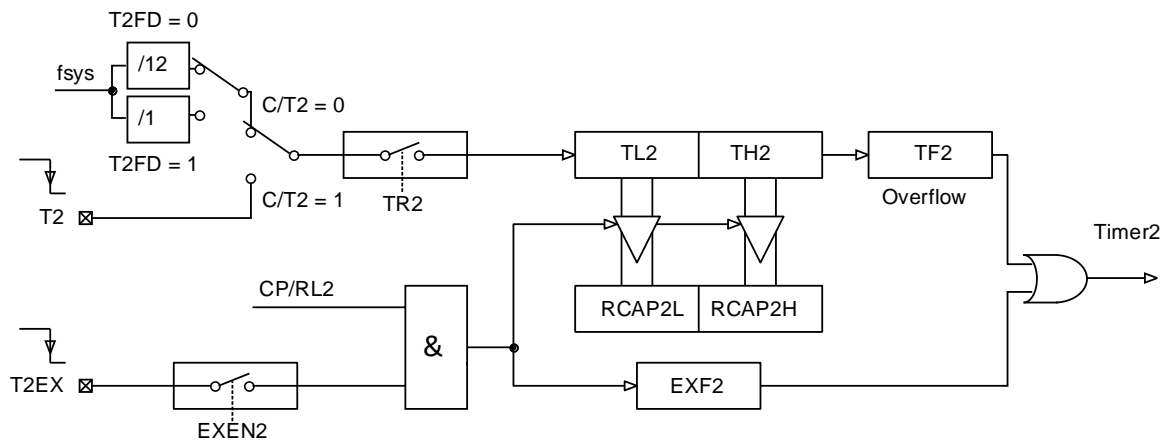 T2FD = 0
/12
fsys
C/T2 = 0
/1
T2FD = 1
TL2
TH2
TF2
T2
C/T2 = 1
TR2
Overflow
Timer2
CP/RL2
RCAP2L
RCAP2H
&
T2EX
EXF2
EXEN2